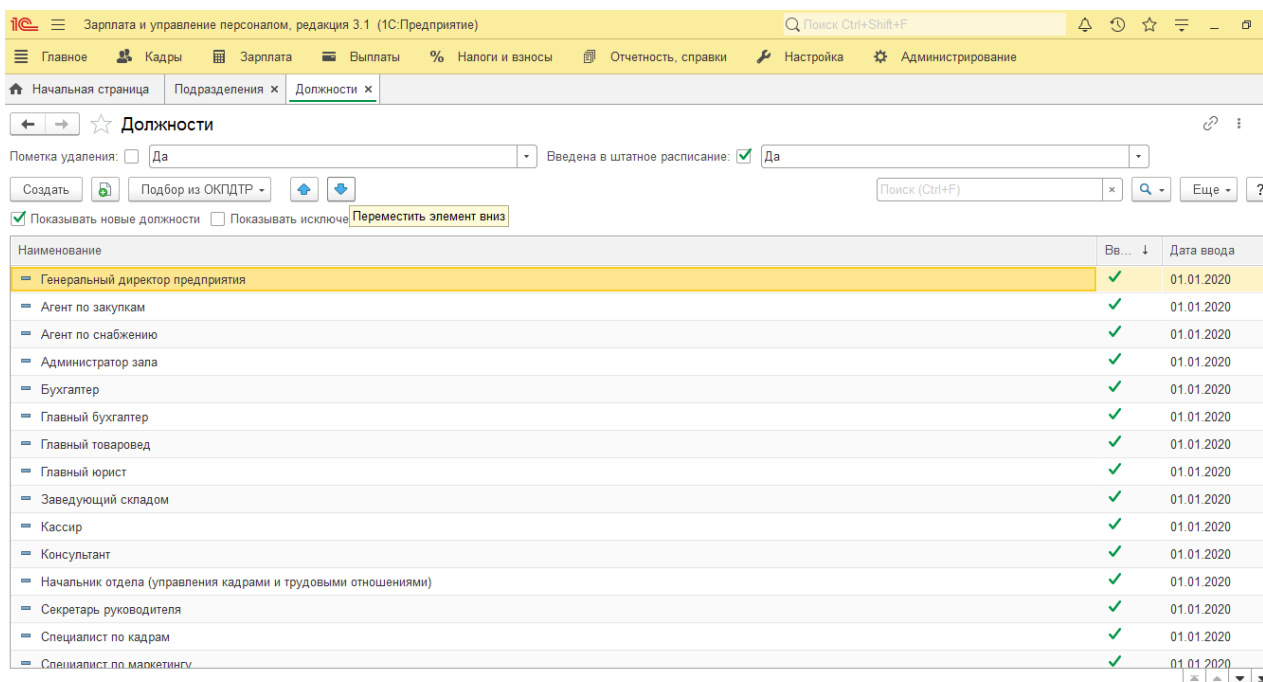 1С Зарплата и управление персоналом, редакция 3.1 (1С:Предприятие) Поиск Ctrl+Shift+F
Главное Кадры Зарплата Выплаты % Налоги и взносы Отчетность, справки Настройка Администрирование
Начальная страница Подразделения × Должности ×
Должности
Пометка удаления: Да Введена в штатное расписание: Да
Создать Подбор из ОКПДТР Поиск (Ctrl+F) × Еще ?
Показывать новые должности Показывать исключе Переместить элемент вниз
Наименование Вв... ↓ Дата ввода
Генеральный директор предприятия 01.01.2020
Агент по закупкам 01.01.2020
Агент по снабжению 01.01.2020
Администратор зала 01.01.2020
Бухгалтер 01.01.2020
Главный бухгалтер 01.01.2020
Главный товаровед 01.01.2020
Главный юрист 01.01.2020
Заведующий складом 01.01.2020
Кассир 01.01.2020
Консультант 01.01.2020
Начальник отдела (управления кадрами и трудовыми отношениями) 01.01.2020
Секретарь руководителя 01.01.2020
Специалист по кадрам 01.01.2020
Специалист по маркетингу 01.01.2020